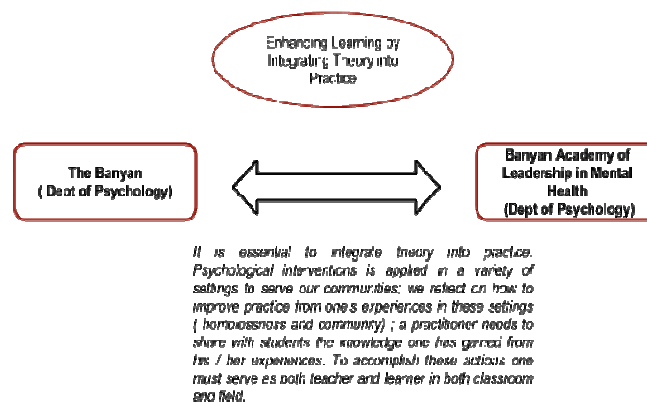 Enhancing Learning by
Integrating Theory into
Practice
The Banyan
( Dept of Psychology)
Banyan Academy of
Leadership in Mental
Health
(Dept of Psychology)
It is essential to integrate theory into practice.
Psychological interventions is applied in a variety of
settings to serve our communities; we reflect on how to
improve practice from one's experiences in these settings
( homelessness and community) ; a practitioner needs to
share with students the knowledge one has gained from
his / her experiences. To accomplish these actions one
must serve as both teacher and learner in both classroom
and field.